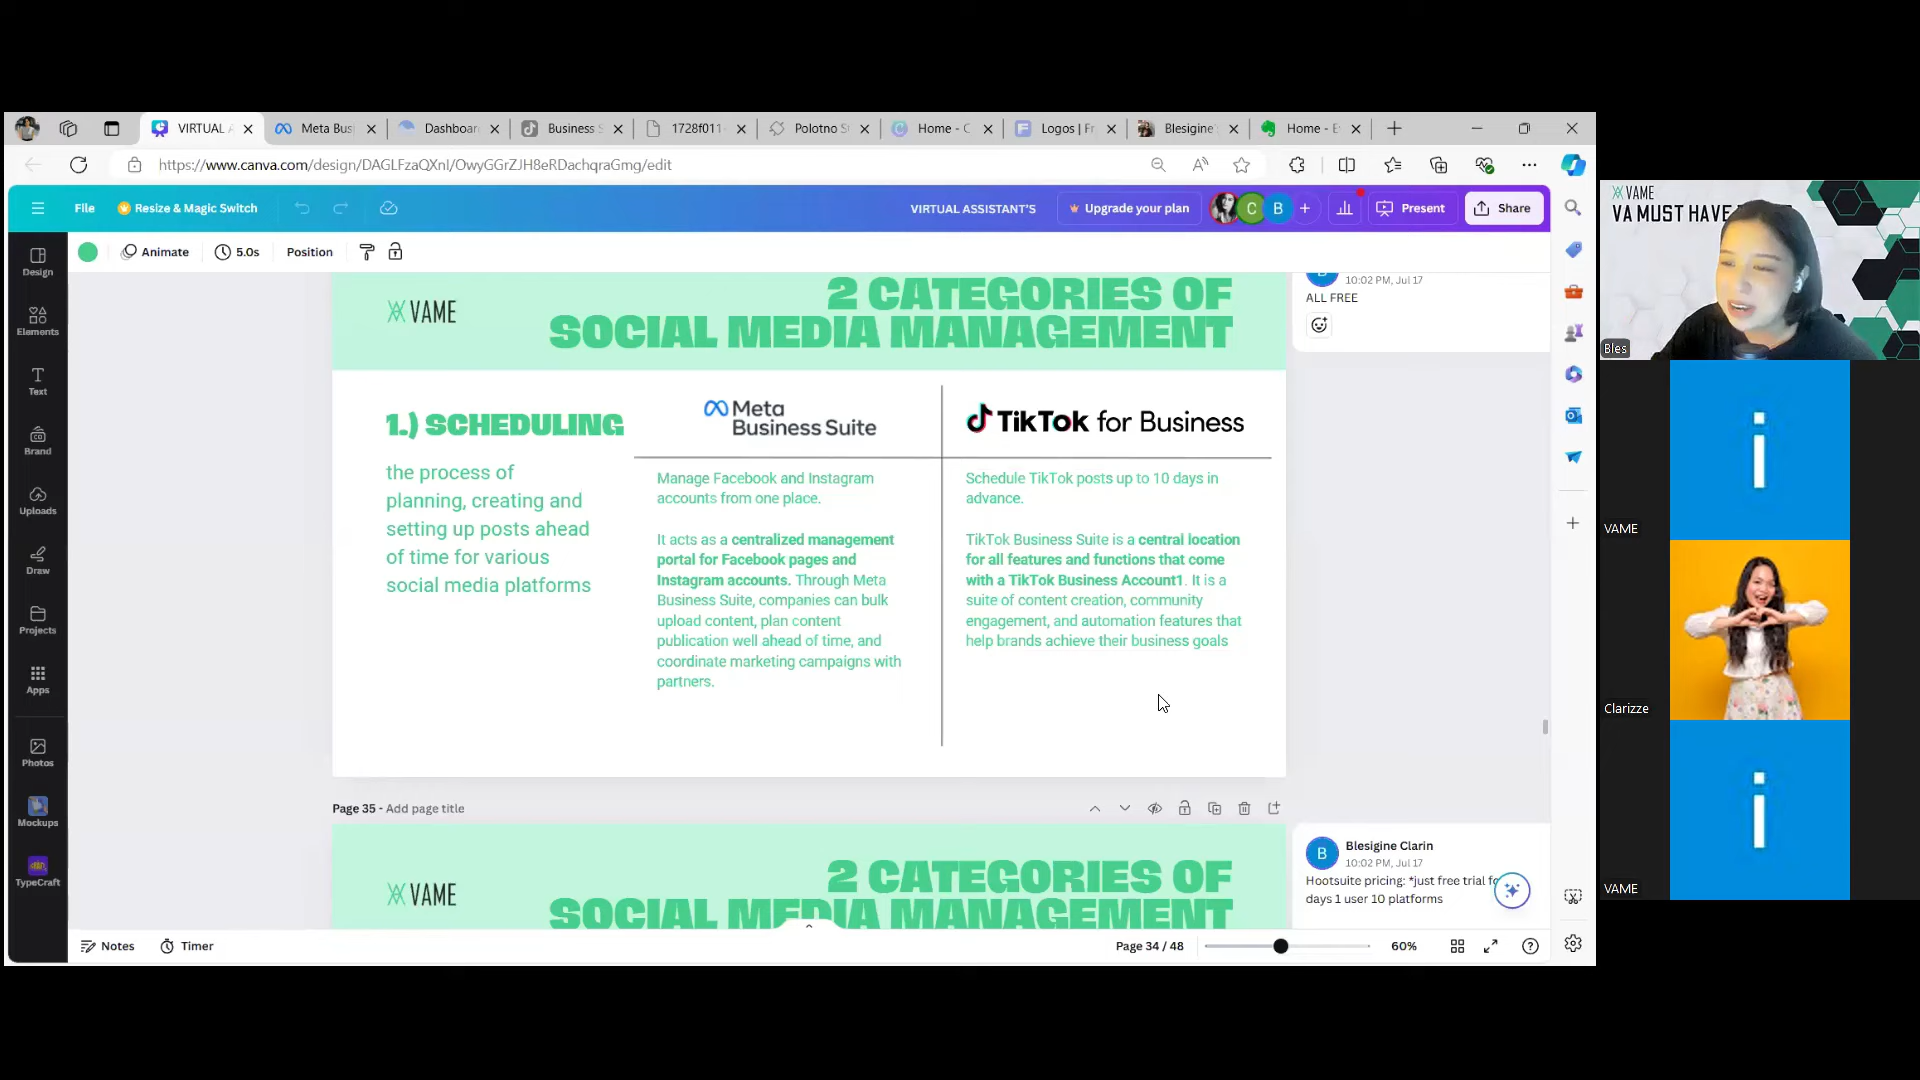 VIRTUAL A
Meta Bus
Dashboar
Business S
1728f011
Polotno S
Home - C
Logos | Fr
Blesigine'
Home - E
https://www.canva.com/design/DAGLFzaQXnI/OwyGGrZJH8eRDachqraGmg/edit
File
Resize & Magic Switch
VIRTUAL ASSISTANT'S
Upgrade your plan
C
B
Present
Share
Animate
5.0s
Position
Design
Elements
Text
Brand
Uploads
Draw
Projects
Apps
Photos
Mockups
TypeCraft
VAME
2 CATEGORIES OF
SOCIAL MEDIA MANAGEMENT
1.) SCHEDULING
the process of
planning, creating and
setting up posts ahead
of time for various
social media platforms
Meta
Business Suite
Manage Facebook and Instagram
accounts from one place.
It acts as a centralized management
portal for Facebook pages and
Instagram accounts. Through Meta
Business Suite, companies can bulk
upload content, plan content
publication well ahead of time, and
coordinate marketing campaigns with
partners.
TikTok for Business
Schedule TikTok posts up to 10 days in
advance.
TikTok Business Suite is a central location
for all features and functions that come
with a TikTok Business Account1. It is a
suite of content creation, community
engagement, and automation features that
help brands achieve their business goals
10:02 PM, Jul 17
ALL FREE
Page 35 - Add page title
VAME
2 CATEGORIES OF
SOCIAL MEDIA MANAGEMENT
B
Blesigine Clarin
10:02 PM, Jul 17
Hootsuite pricing: *just free trial fo
days 1 user 10 platforms
Notes
Timer
Page 34 / 48
60%
VAME
VA MUST HAVE
Bles
i
VAME
Clarizze
i
VAME